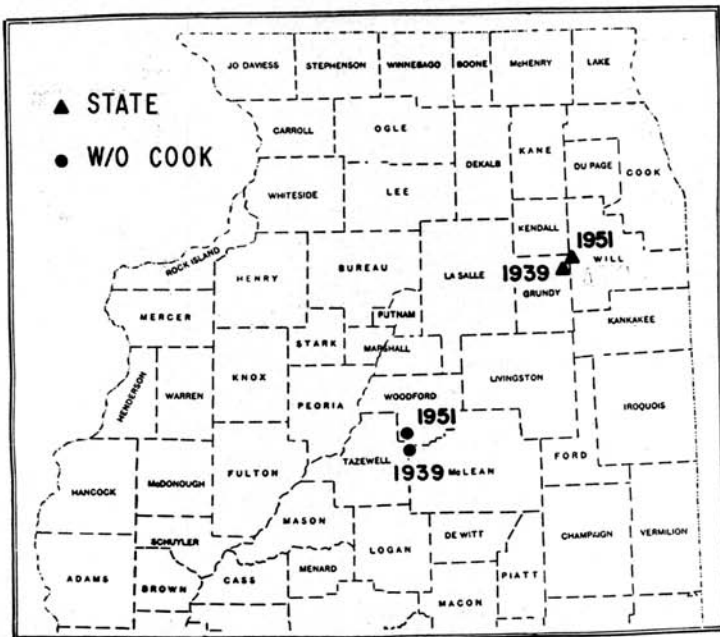 JO DAVIESS STEPHENSON WINNEBAGO BOONE McHENRY LAKE
▲ STATE
CARROLL OGLE KANE
● W/O COOK
DEKALB DU PAGE COOK
WHITESIDE LEE
KENDALL 1951
ROCK ISLAND WILL
HENRY BUREAU LA SALLE 1939
GRUNDY
MERCER PUTNAM KANKAKEE
STARK MARSHALL
HENDERSON WARREN KNOX PEORIA WOODFORD LIVINGSTON IROQUOIS
1951
TAZEWELL FORD
HANCOCK McDONOUGH FULTON 1939 McLEAN
MASON
SCHUYLER LOGAN DE WITT CHAMPAIGN VERMILION
ADAMS BROWN CASS MENARD PIATT
MACON